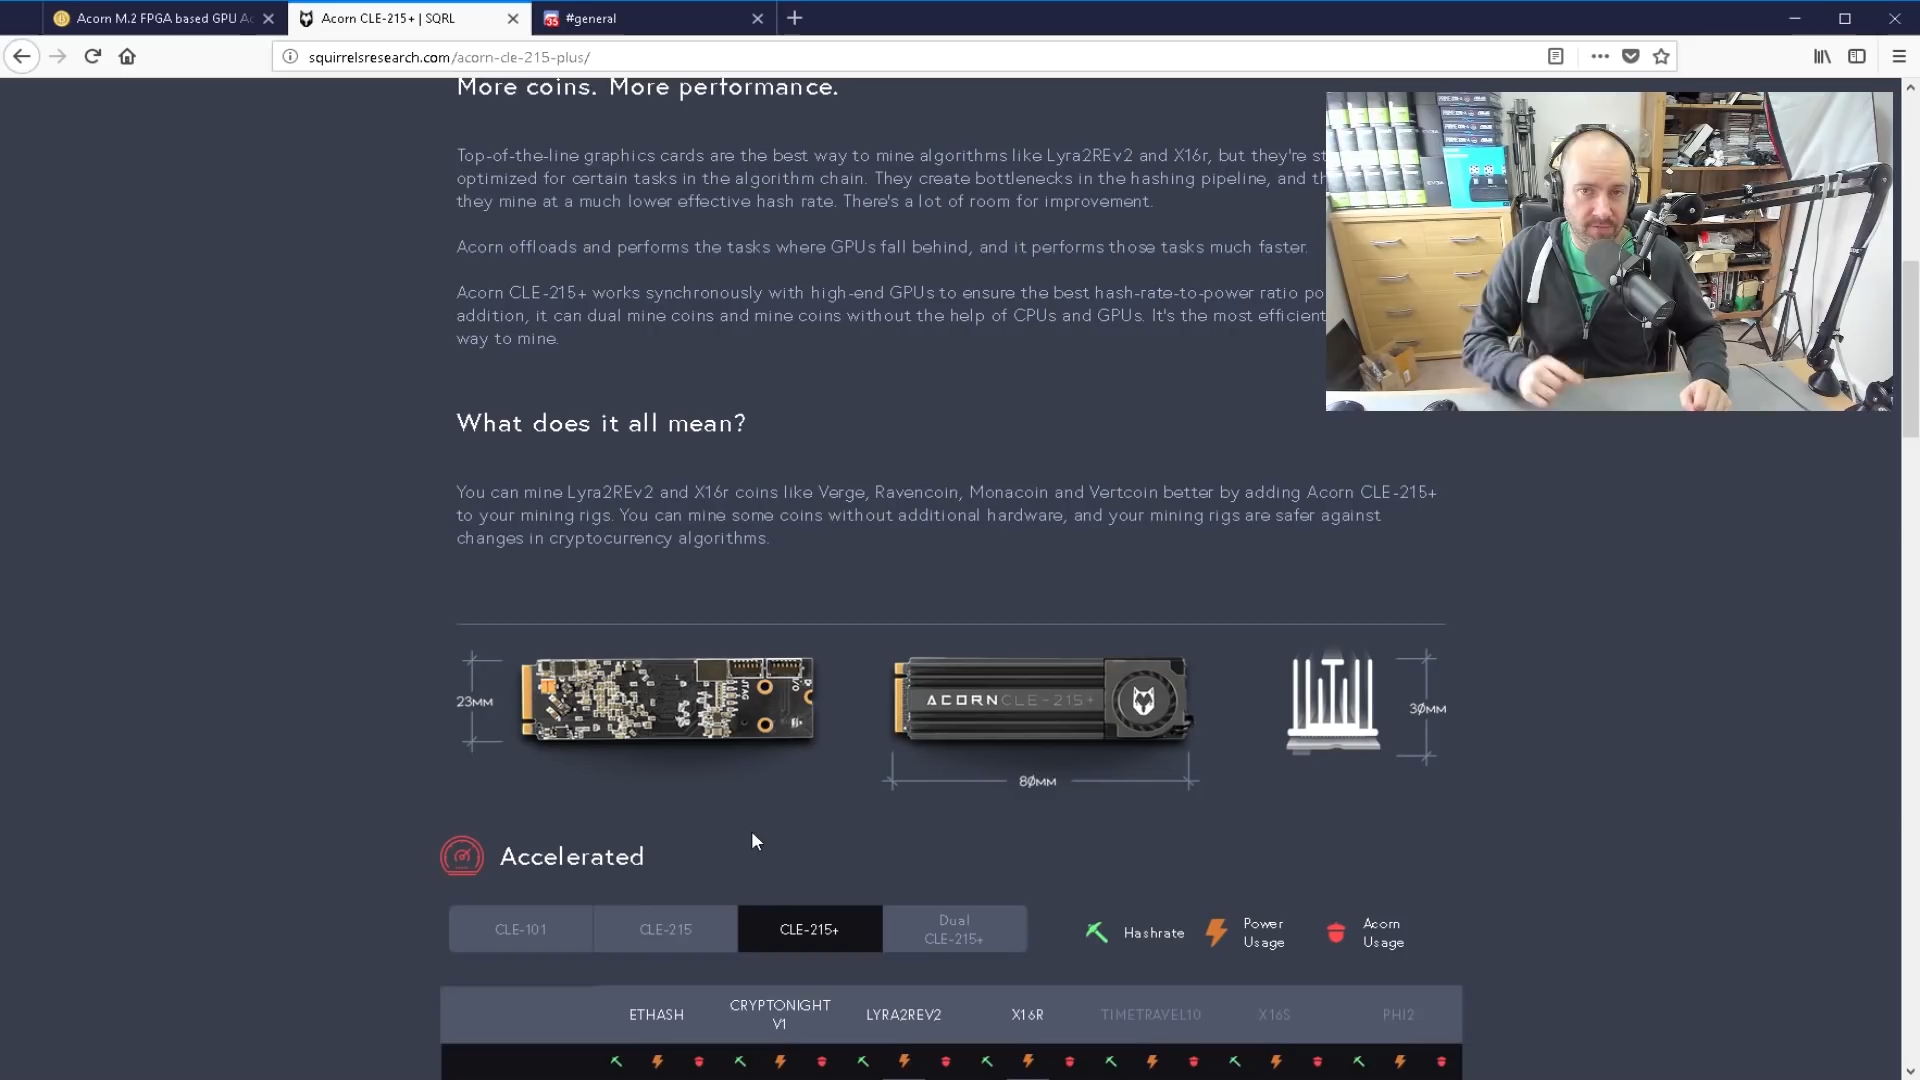 Acorn M.2 FPGA based GPU Ac
Acorn CLE-215+ | SQRL
#general
squirrelsresearch.com/acorn-cle-215-plus/
More coins. More performance.
Top-of-the-line graphics cards are the best way to mine algorithms like Lyra2REv2 and X16r, but they're st
optimized for certain tasks in the algorithm chain. They create bottlenecks in the hashing pipeline, and th
they mine at a much lower effective hash rate. There's a lot of room for improvement.
Acorn offloads and performs the tasks where GPUs fall behind, and it performs those tasks much faster.
Acorn CLE-215+ works synchronously with high-end GPUs to ensure the best hash-rate-to-power ratio po
addition, it can dual mine coins and mine coins without the help of CPUs and GPUs. It's the most efficient
way to mine.
What does it all mean?
You can mine Lyra2REv2 and X16r coins like Verge, Ravencoin, Monacoin and Vertcoin better by adding Acorn CLE-215+
to your mining rigs. You can mine some coins without additional hardware, and your mining rigs are safer against
changes in cryptocurrency algorithms.
23MM
JTAG
I/O
ACORN CLE-215+
80MM
30MM
Accelerated
CLE-101
CLE-215
CLE-215+
Dual
CLE-215+
Hashrate
Power
Usage
Acorn
Usage
ETHASH
CRYPTONIGHT
V1
LYRA2REV2
X16R
TIMETRAVEL10
X16S
PHI2